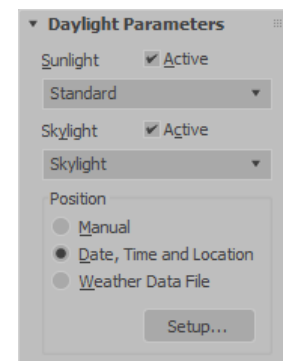 Daylight Parameters
Sunlight Active
Standard
Skylight Active
Skylight
Position
Manual
Date, Time and Location
Weather Data File
Setup...